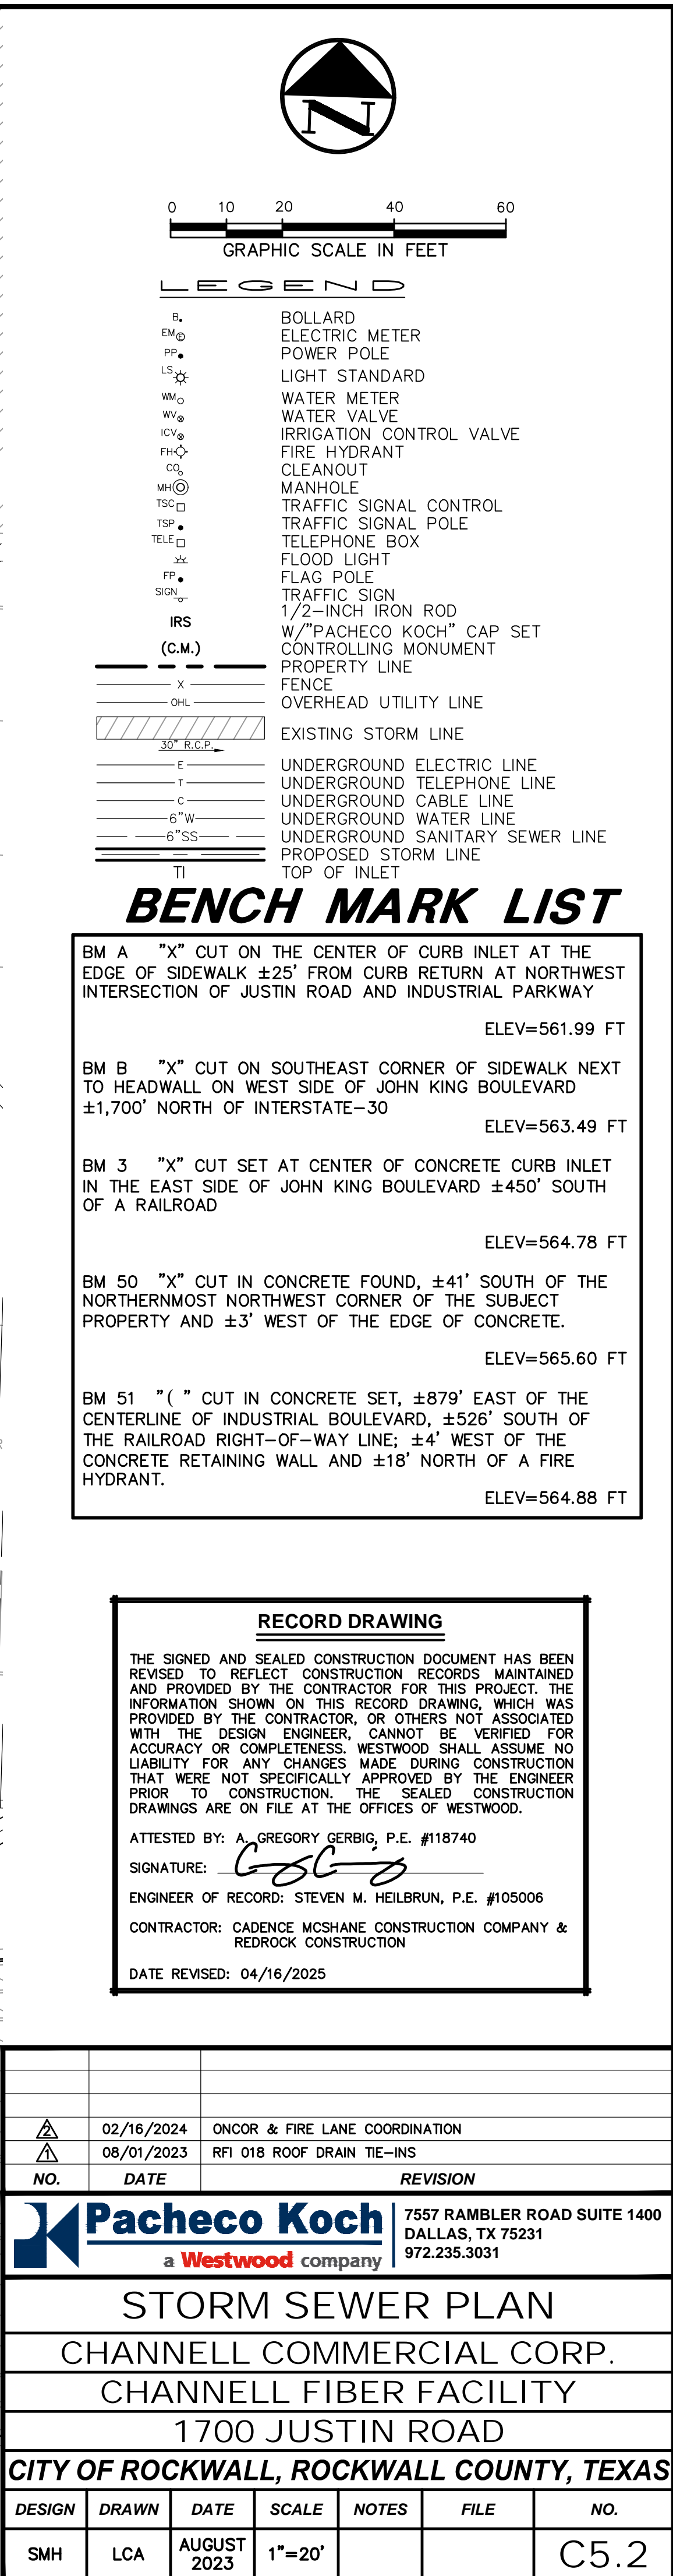 N
0 10 20 40 60
GRAPHIC SCALE IN FEET
LEGEND
B. BOLLARD
EM E ELECTRIC METER
PP POWER POLE
LS LIGHT STANDARD
WM WATER METER
WV WATER VALVE
ICV IRRIGATION CONTROL VALVE
FH FIRE HYDRANT
CO CLEANOUT
MH MANHOLE
TSC TRAFFIC SIGNAL CONTROL
TSP TRAFFIC SIGNAL POLE
TELE TELEPHONE BOX
FLOOD LIGHT
FP FLAG POLE
SIGN TRAFFIC SIGN
1/2-INCH IRON ROD
IRS W/"PACHECO KOCH" CAP SET
(C.M.) CONTROLLING MONUMENT
PROPERTY LINE
X FENCE
OHL OVERHEAD UTILITY LINE
EXISTING STORM LINE
30" R.C.P.
E UNDERGROUND ELECTRIC LINE
T UNDERGROUND TELEPHONE LINE
C UNDERGROUND CABLE LINE
6"W UNDERGROUND WATER LINE
6"SS UNDERGROUND SANITARY SEWER LINE
PROPOSED STORM LINE
TI TOP OF INLET
BENCH MARK LIST
BM A "X" CUT ON THE CENTER OF CURB INLET AT THE
EDGE OF SIDEWALK ±25' FROM CURB RETURN AT NORTHWEST
INTERSECTION OF JUSTIN ROAD AND INDUSTRIAL PARKWAY
ELEV=561.99 FT
BM B "X" CUT ON SOUTHEAST CORNER OF SIDEWALK NEXT
TO HEADWALL ON WEST SIDE OF JOHN KING BOULEVARD
±1,700' NORTH OF INTERSTATE-30
ELEV=563.49 FT
BM 3 "X" CUT SET AT CENTER OF CONCRETE CURB INLET
IN THE EAST SIDE OF JOHN KING BOULEVARD ±450' SOUTH
OF A RAILROAD
ELEV=564.78 FT
BM 50 "X" CUT IN CONCRETE FOUND, ±41' SOUTH OF THE
NORTHERNMOST NORTHWEST CORNER OF THE SUBJECT
PROPERTY AND ±3' WEST OF THE EDGE OF CONCRETE.
ELEV=565.60 FT
BM 51 "( " CUT IN CONCRETE SET, ±879' EAST OF THE
CENTERLINE OF INDUSTRIAL BOULEVARD, ±526' SOUTH OF
THE RAILROAD RIGHT-OF-WAY LINE; ±4' WEST OF THE
CONCRETE RETAINING WALL AND ±18' NORTH OF A FIRE
HYDRANT.
ELEV=564.88 FT
RECORD DRAWING
THE SIGNED AND SEALED CONSTRUCTION DOCUMENT HAS BEEN
REVISED TO REFLECT CONSTRUCTION RECORDS MAINTAINED
AND PROVIDED BY THE CONTRACTOR FOR THIS PROJECT. THE
INFORMATION SHOWN ON THIS RECORD DRAWING, WHICH WAS
PROVIDED BY THE CONTRACTOR, OR OTHERS NOT ASSOCIATED
WITH THE DESIGN ENGINEER, CANNOT BE VERIFIED FOR
ACCURACY OR COMPLETENESS. WESTWOOD SHALL ASSUME NO
LIABILITY FOR ANY CHANGES MADE DURING CONSTRUCTION
THAT WERE NOT SPECIFICALLY APPROVED BY THE ENGINEER
PRIOR TO CONSTRUCTION. THE SEALED CONSTRUCTION
DRAWINGS ARE ON FILE AT THE OFFICES OF WESTWOOD.
ATTESTED BY: A. GREGORY GERBIG, P.E. #118740
SIGNATURE:
ENGINEER OF RECORD: STEVEN M. HEILBRUN, P.E. #105006
CONTRACTOR: CADENCE MCSHANE CONSTRUCTION COMPANY &
REDROCK CONSTRUCTION
DATE REVISED: 04/16/2025
2 02/16/2024 ONCOR & FIRE LANE COORDINATION
1 08/01/2023 RFI 018 ROOF DRAIN TIE-INS
NO. DATE REVISION
Pacheco Koch
a Westwood company
7557 RAMBLER ROAD SUITE 1400
DALLAS, TX 75231
972.235.3031
STORM SEWER PLAN
CHANNELL COMMERCIAL CORP.
CHANNELL FIBER FACILITY
1700 JUSTIN ROAD
CITY OF ROCKWALL, ROCKWALL COUNTY, TEXAS
DESIGN DRAWN DATE SCALE NOTES FILE NO.
SMH LCA AUGUST 2023 1"=20' C5.2